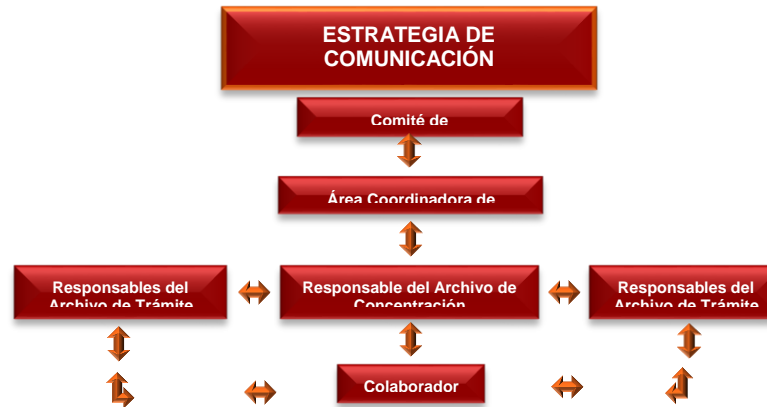 ESTRATEGIA DE
COMUNICACIÓN
Comité de
Área Coordinadora de
Responsables del
Archivo de Trámite
Responsable del Archivo de
Concentración
Responsables del
Archivo de Trámite
Colaborador